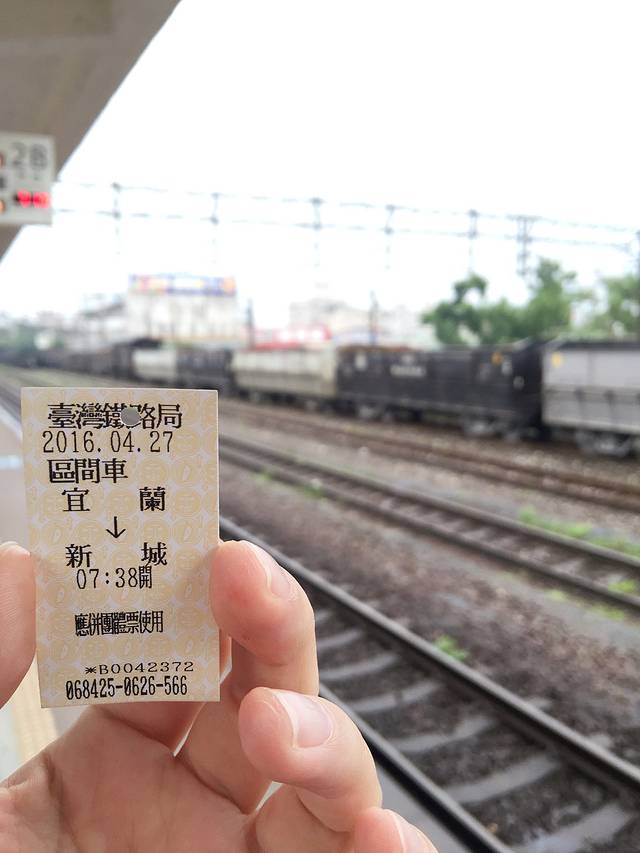 28
臺灣鐵路局
2016.04.27
區間車
宜 蘭
↓
新 城
07:38開
應併團體票使用
※B0042372
068425-0626-566